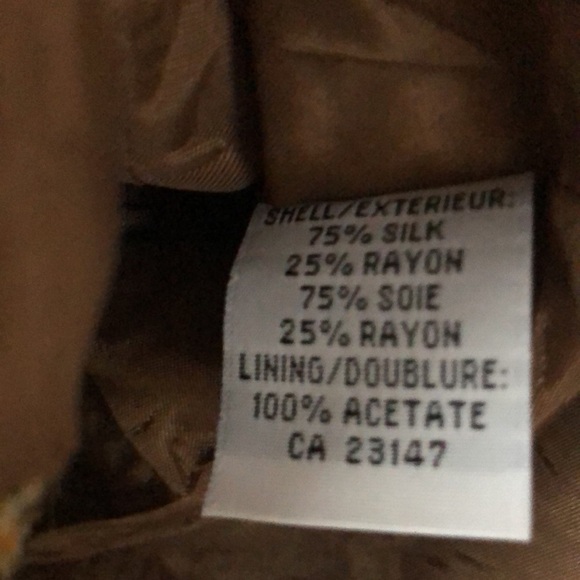 SHELL/EXTERIEUR:
75% SILK
25% RAYON
75% SOIE
25% RAYON
LINING/DOUBLURE:
100% ACETATE
CA 23147